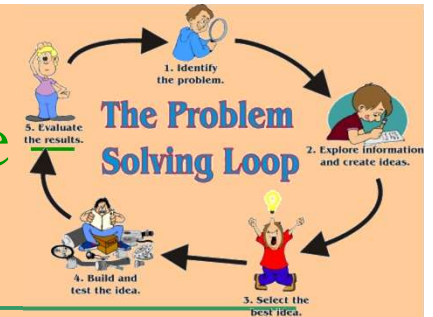 The Problem
Solving Loop
1. Identify
the problem.
2. Explore information
and create ideas.
3. Select the
best idea.
4. Build and
test the idea.
5. Evaluate
the results.
e